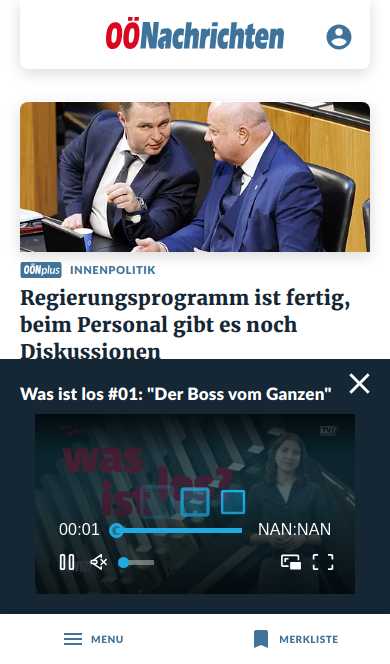 OÖNachrichten
OÖNplus INNENPOLITIK
Regierungsprogramm ist fertig,
beim Personal gibt es noch
Diskussionen
Was ist los #01: "Der Boss vom Ganzen"
was
ist los?
00:01 NAN:NAN
MENU MERKLISTE